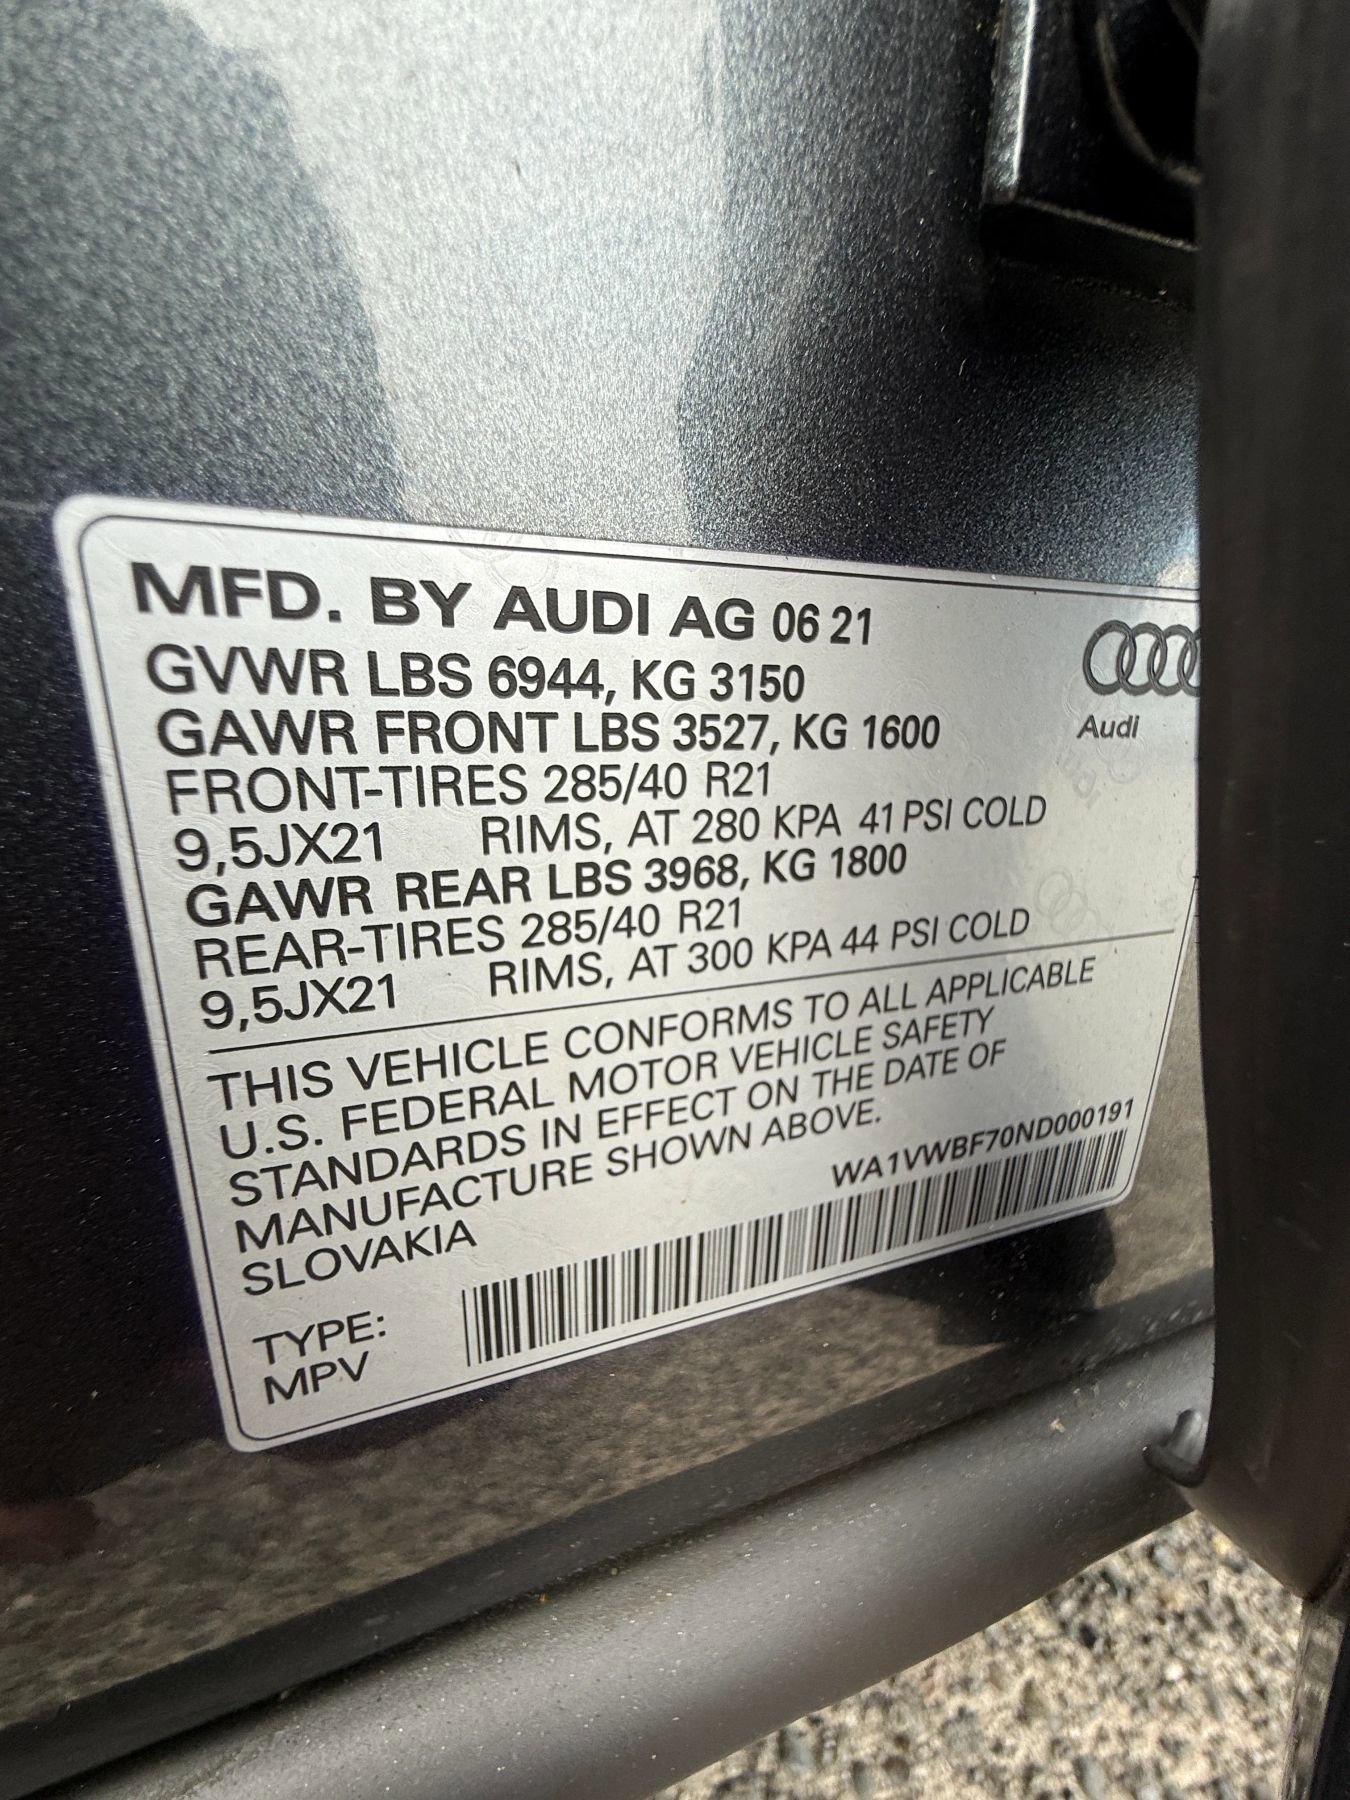 MFD. BY AUDI AG 06 21
GVWR LBS 6944, KG 3150
GAWR FRONT LBS 3527, KG 1600
FRONT-TIRES 285/40 R21
9,5JX21 RIMS, AT 280 KPA 41 PSI COLD
GAWR REAR LBS 3968, KG 1800
REAR-TIRES 285/40 R21
9,5JX21 RIMS, AT 300 KPA 44 PSI COLD
Audi
THIS VEHICLE CONFORMS TO ALL APPLICABLE
U.S. FEDERAL MOTOR VEHICLE SAFETY
STANDARDS IN EFFECT ON THE DATE OF
MANUFACTURE SHOWN ABOVE.
SLOVAKIA
WA1VWBF70ND000191
TYPE:
MPV